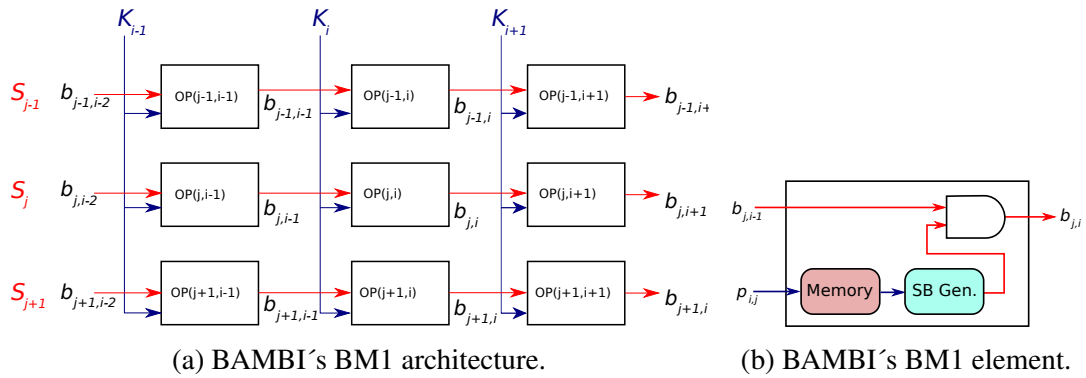 K_{i-1} K_i K_{i+1}
S_{j-1} b_{j-1,i-2} OP(j-1,i-1) b_{j-1,i-1} OP(j-1,i) b_{j-1,i} OP(j-1,i+1) b_{j-1,i+
S_j b_{j,i-2} OP(j,i-1) b_{j,i-1} OP(j,i) b_{j,i} OP(j,i+1) b_{j,i+1}
S_{j+1} b_{j+1,i-2} OP(j+1,i-1) b_{j+1,i-1} OP(j+1,i) b_{j+1,i} OP(j+1,i+1) b_{j+1,i}
(a) BAMBI´s BM1 architecture.
b_{j,i-1} b_{j,i}
p_{i,j} Memory SB Gen.
(b) BAMBI´s BM1 element.